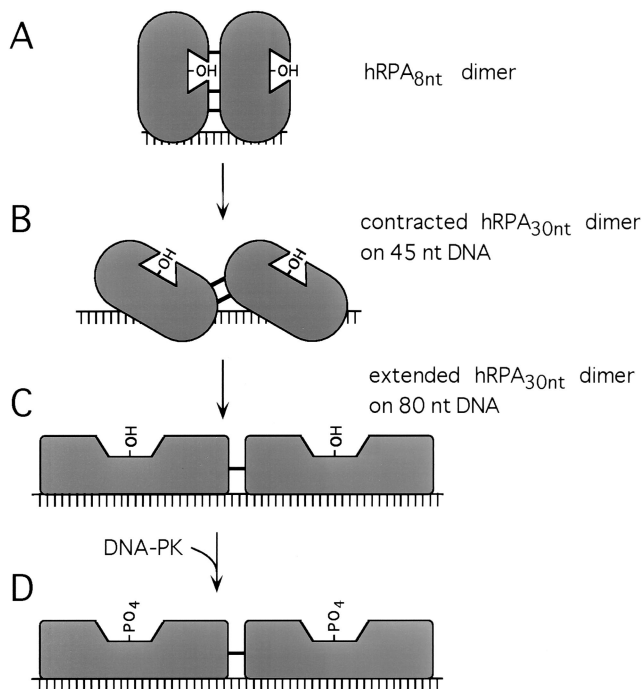 A
-OH
-OH
hRPA8nt dimer
B
-OH
-OH
contracted hRPA30nt dimer
on 45 nt DNA
extended hRPA30nt dimer
on 80 nt DNA
C
-OH
-OH
DNA-PK
D
-PO4
-PO4